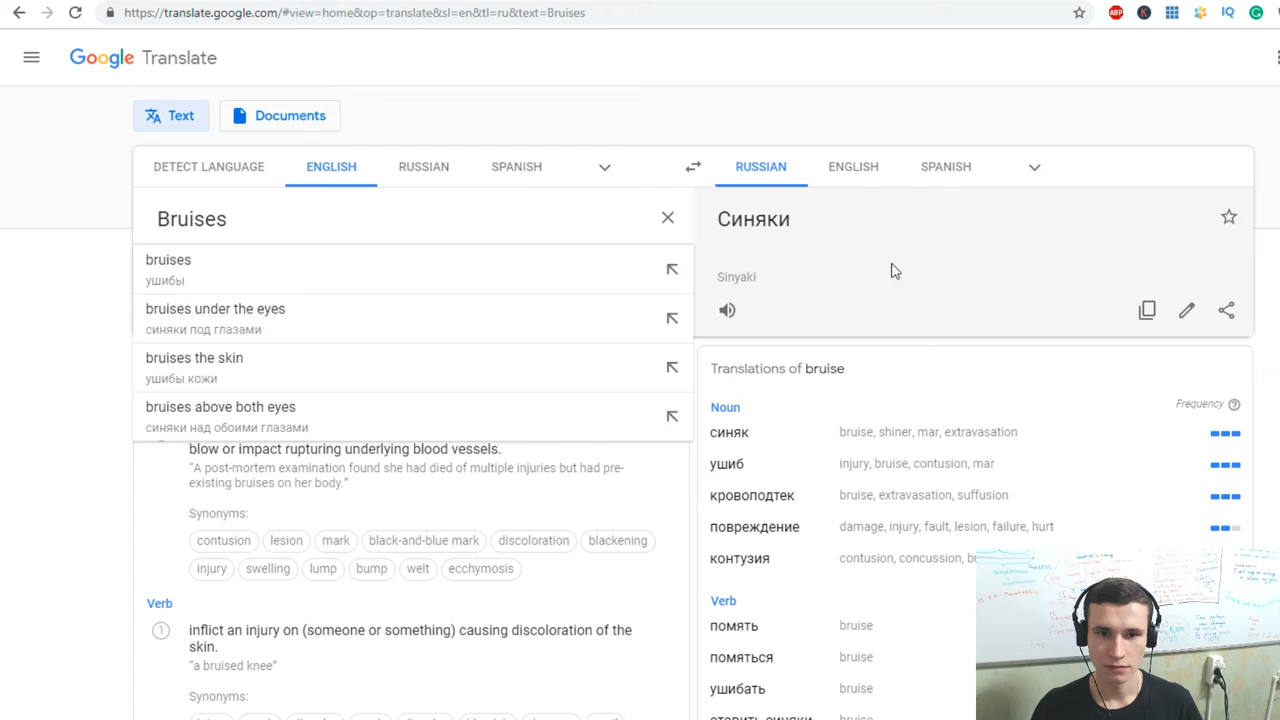 https://translate.google.com/#view=home&op=translate&sl=en&tl=ru&text=Bruises
ABP
K
IQ
G
Google Translate
Text
Documents
DETECT LANGUAGE
ENGLISH
RUSSIAN
SPANISH
RUSSIAN
ENGLISH
SPANISH
Bruises
bruises
ушибы
bruises under the eyes
синяки под глазами
bruises the skin
ушибы кожи
bruises above both eyes
синяки над обоими глазами
blow or impact rupturing underlying blood vessels.
“A post-mortem examination found she had died of multiple injuries but had pre-
existing bruises on her body.”
Synonyms:
contusion lesion mark black-and-blue mark discoloration blackening
injury swelling lump bump welt ecchymosis
Verb
1 inflict an injury on (someone or something) causing discoloration of the
skin.
“a bruised knee”
Synonyms:
Синяки
Sinyaki
Translations of bruise
Noun
Frequency
синяк bruise, shiner, mar, extravasation
ушиб injury, bruise, contusion, mar
кровоподтек bruise, extravasation, suffusion
повреждение damage, injury, fault, lesion, failure, hurt
контузия contusion, concussion,
Verb
помять bruise
помяться bruise
ушибать bruise
ставить синяки